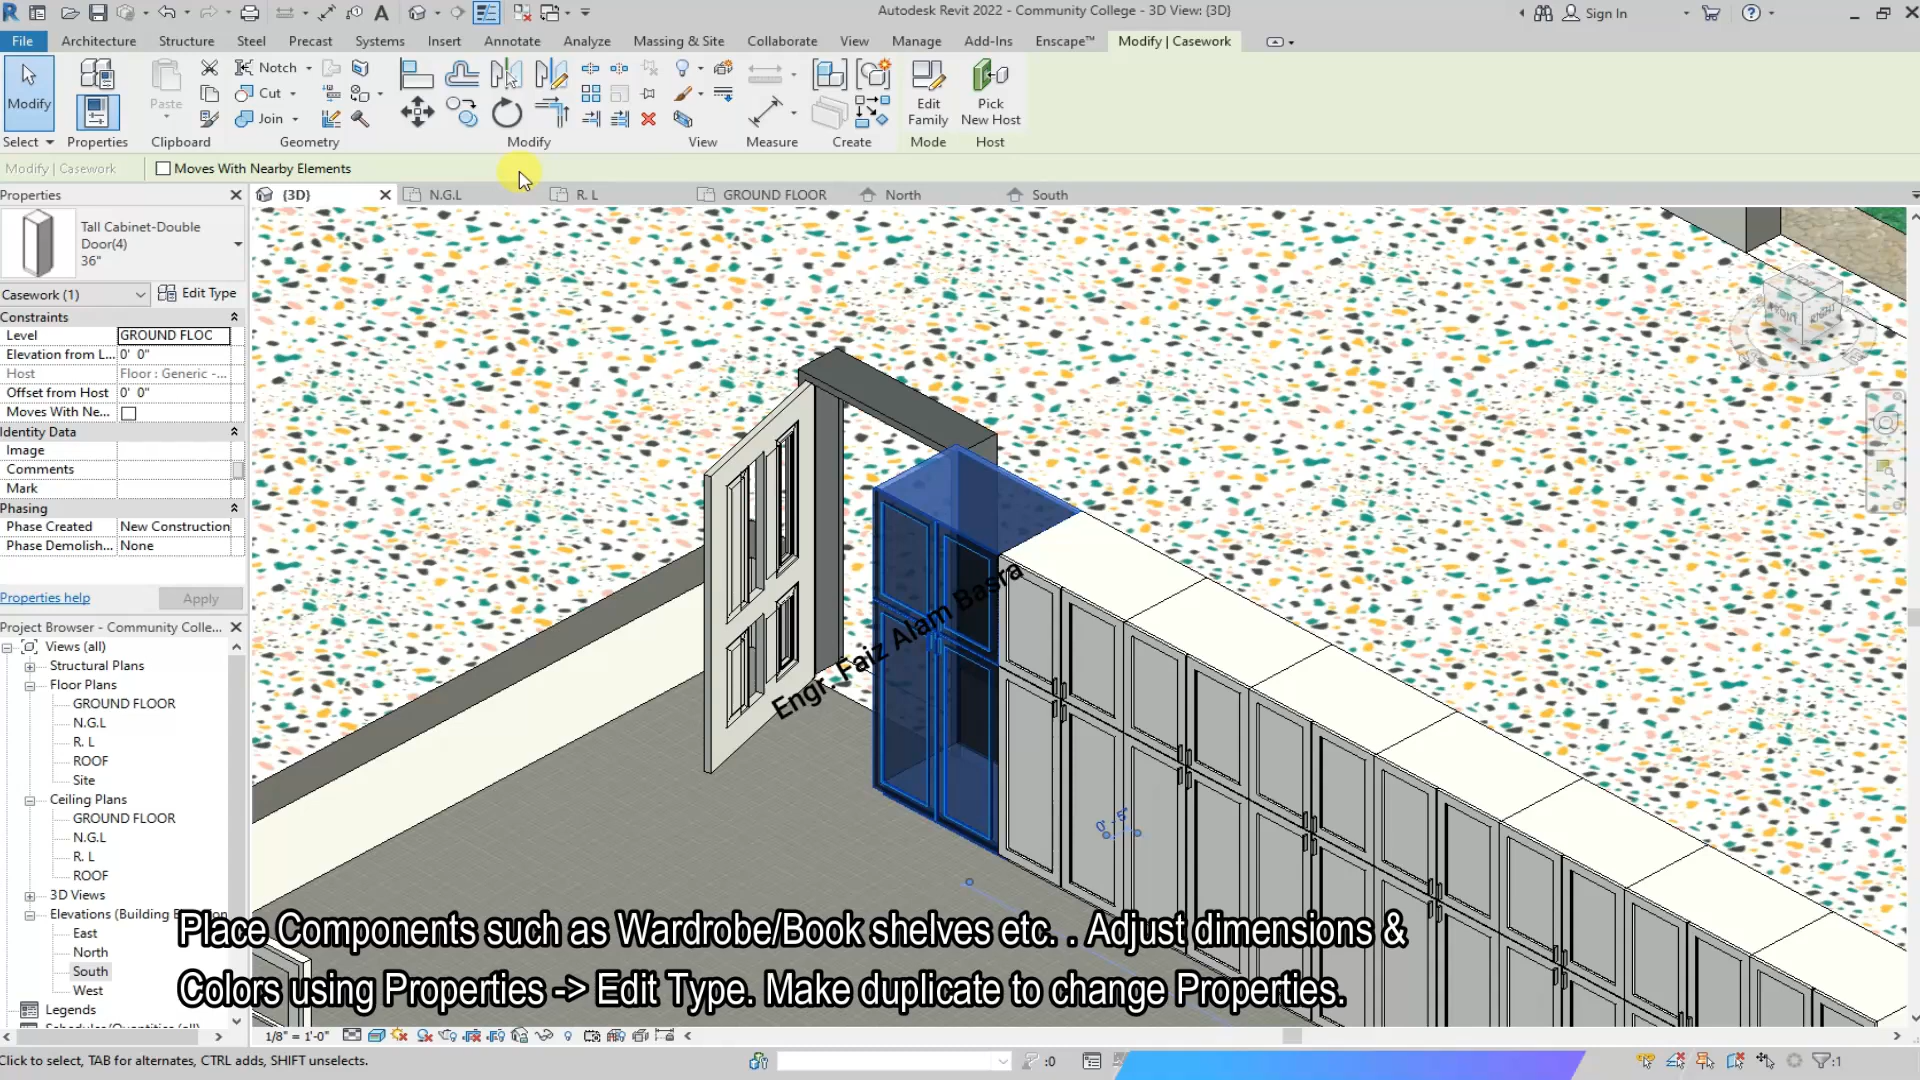 Autodesk Revit 2022 - Community College - 3D View: {3D}
Sign In
File
Architecture
Structure
Steel
Precast
Systems
Insert
Annotate
Analyze
Massing & Site
Collaborate
View
Manage
Add-Ins
Enscape™
Modify | Casework
Modify
Paste
Notch
Cut
Join
Edit
Family
Pick
New Host
Select
Properties
Clipboard
Geometry
Modify
View
Measure
Create
Mode
Host
Modify | Casework
Moves With Nearby Elements
Properties
{3D}
N.G.L
R. L
GROUND FLOOR
North
South
Tall Cabinet-Double
Door(4)
36"
Casework (1)
Edit Type
Constraints
Level GROUND FLOC
Elevation from L... 0' 0"
Host Floor : Generic -...
Offset from Host 0' 0"
Moves With Ne...
Identity Data
Image
Comments
Mark
Phasing
Phase Created New Construction
Phase Demolish... None
Properties help
Apply
Project Browser - Community Colle...
Views (all)
Structural Plans
Floor Plans
GROUND FLOOR
N.G.L
R. L
ROOF
Site
Ceiling Plans
GROUND FLOOR
N.G.L
R. L
ROOF
3D Views
Elevations (Building E
East
North
South
West
Legends
FRONT
RIGHT
Engr. Faiz Alam Basra
0' - 5"
Place Components such as Wardrobe/Book shelves etc. . Adjust dimensions &
Colors using Properties -> Edit Type. Make duplicate to change Properties.
1/8" = 1'-0"
Click to select, TAB for alternates, CTRL adds, SHIFT unselects.
:0
:1